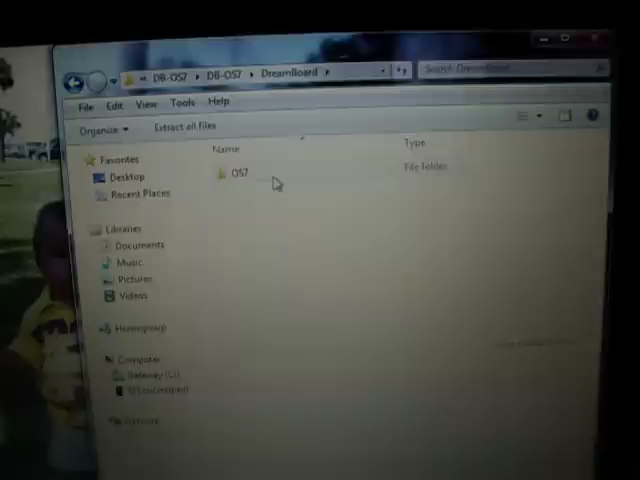 DB-OS7 DB-OS7 DreamBoard Search DreamBoard
File Edit View Tools Help
Organize Extract all files
Name Type
OS7 File folder
Favorites
Desktop
Recent Places
Libraries
Documents
Music
Pictures
Videos
Homegroup
Computer
Gateway (C:)
Network